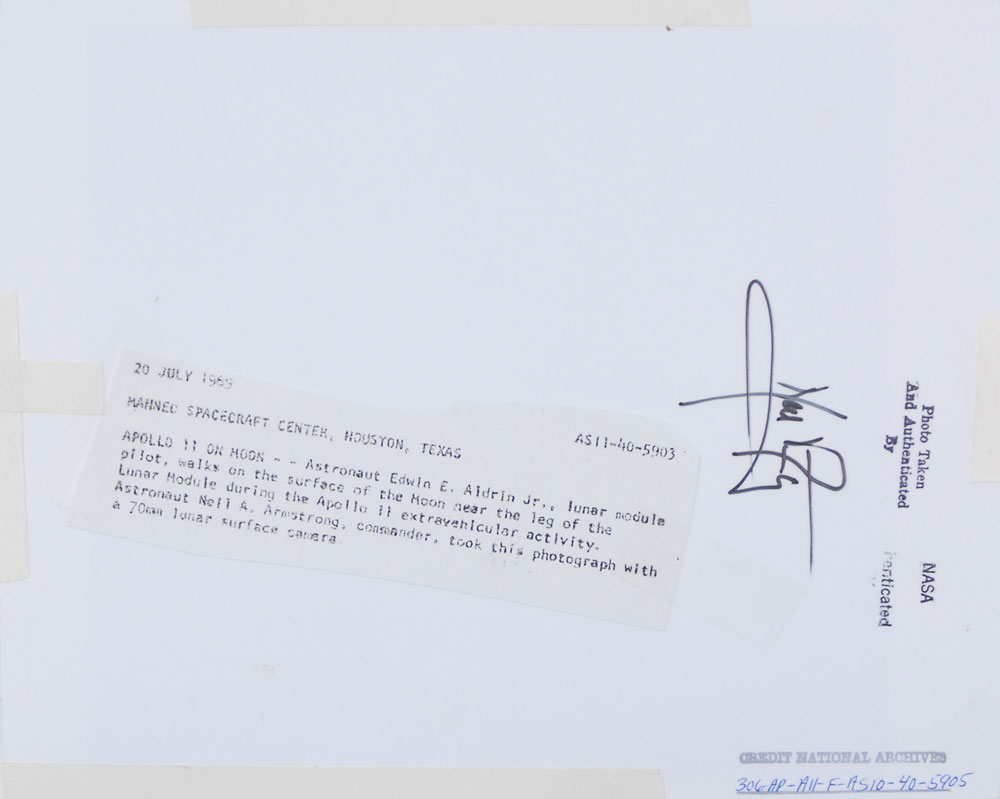 20 JULY 1969
MANNED SPACECRAFT CENTER, HOUSTON, TEXAS
AS11-40-5903
APOLLO 11 ON MOON - - Astronaut Edwin E. Aldrin Jr., lunar module
pilot, walks on the surface of the Moon near the leg of the
Lunar Module during the Apollo 11 extravehicular activity.
Astronaut Neil A. Armstrong, commander, took this photograph with
a 70mm lunar surface camera.
Photo Taken
And Authenticated
By
NASA
henticated
CREDIT NATIONAL ARCHIVES
306-AP-A11-F-AS10-40-5905